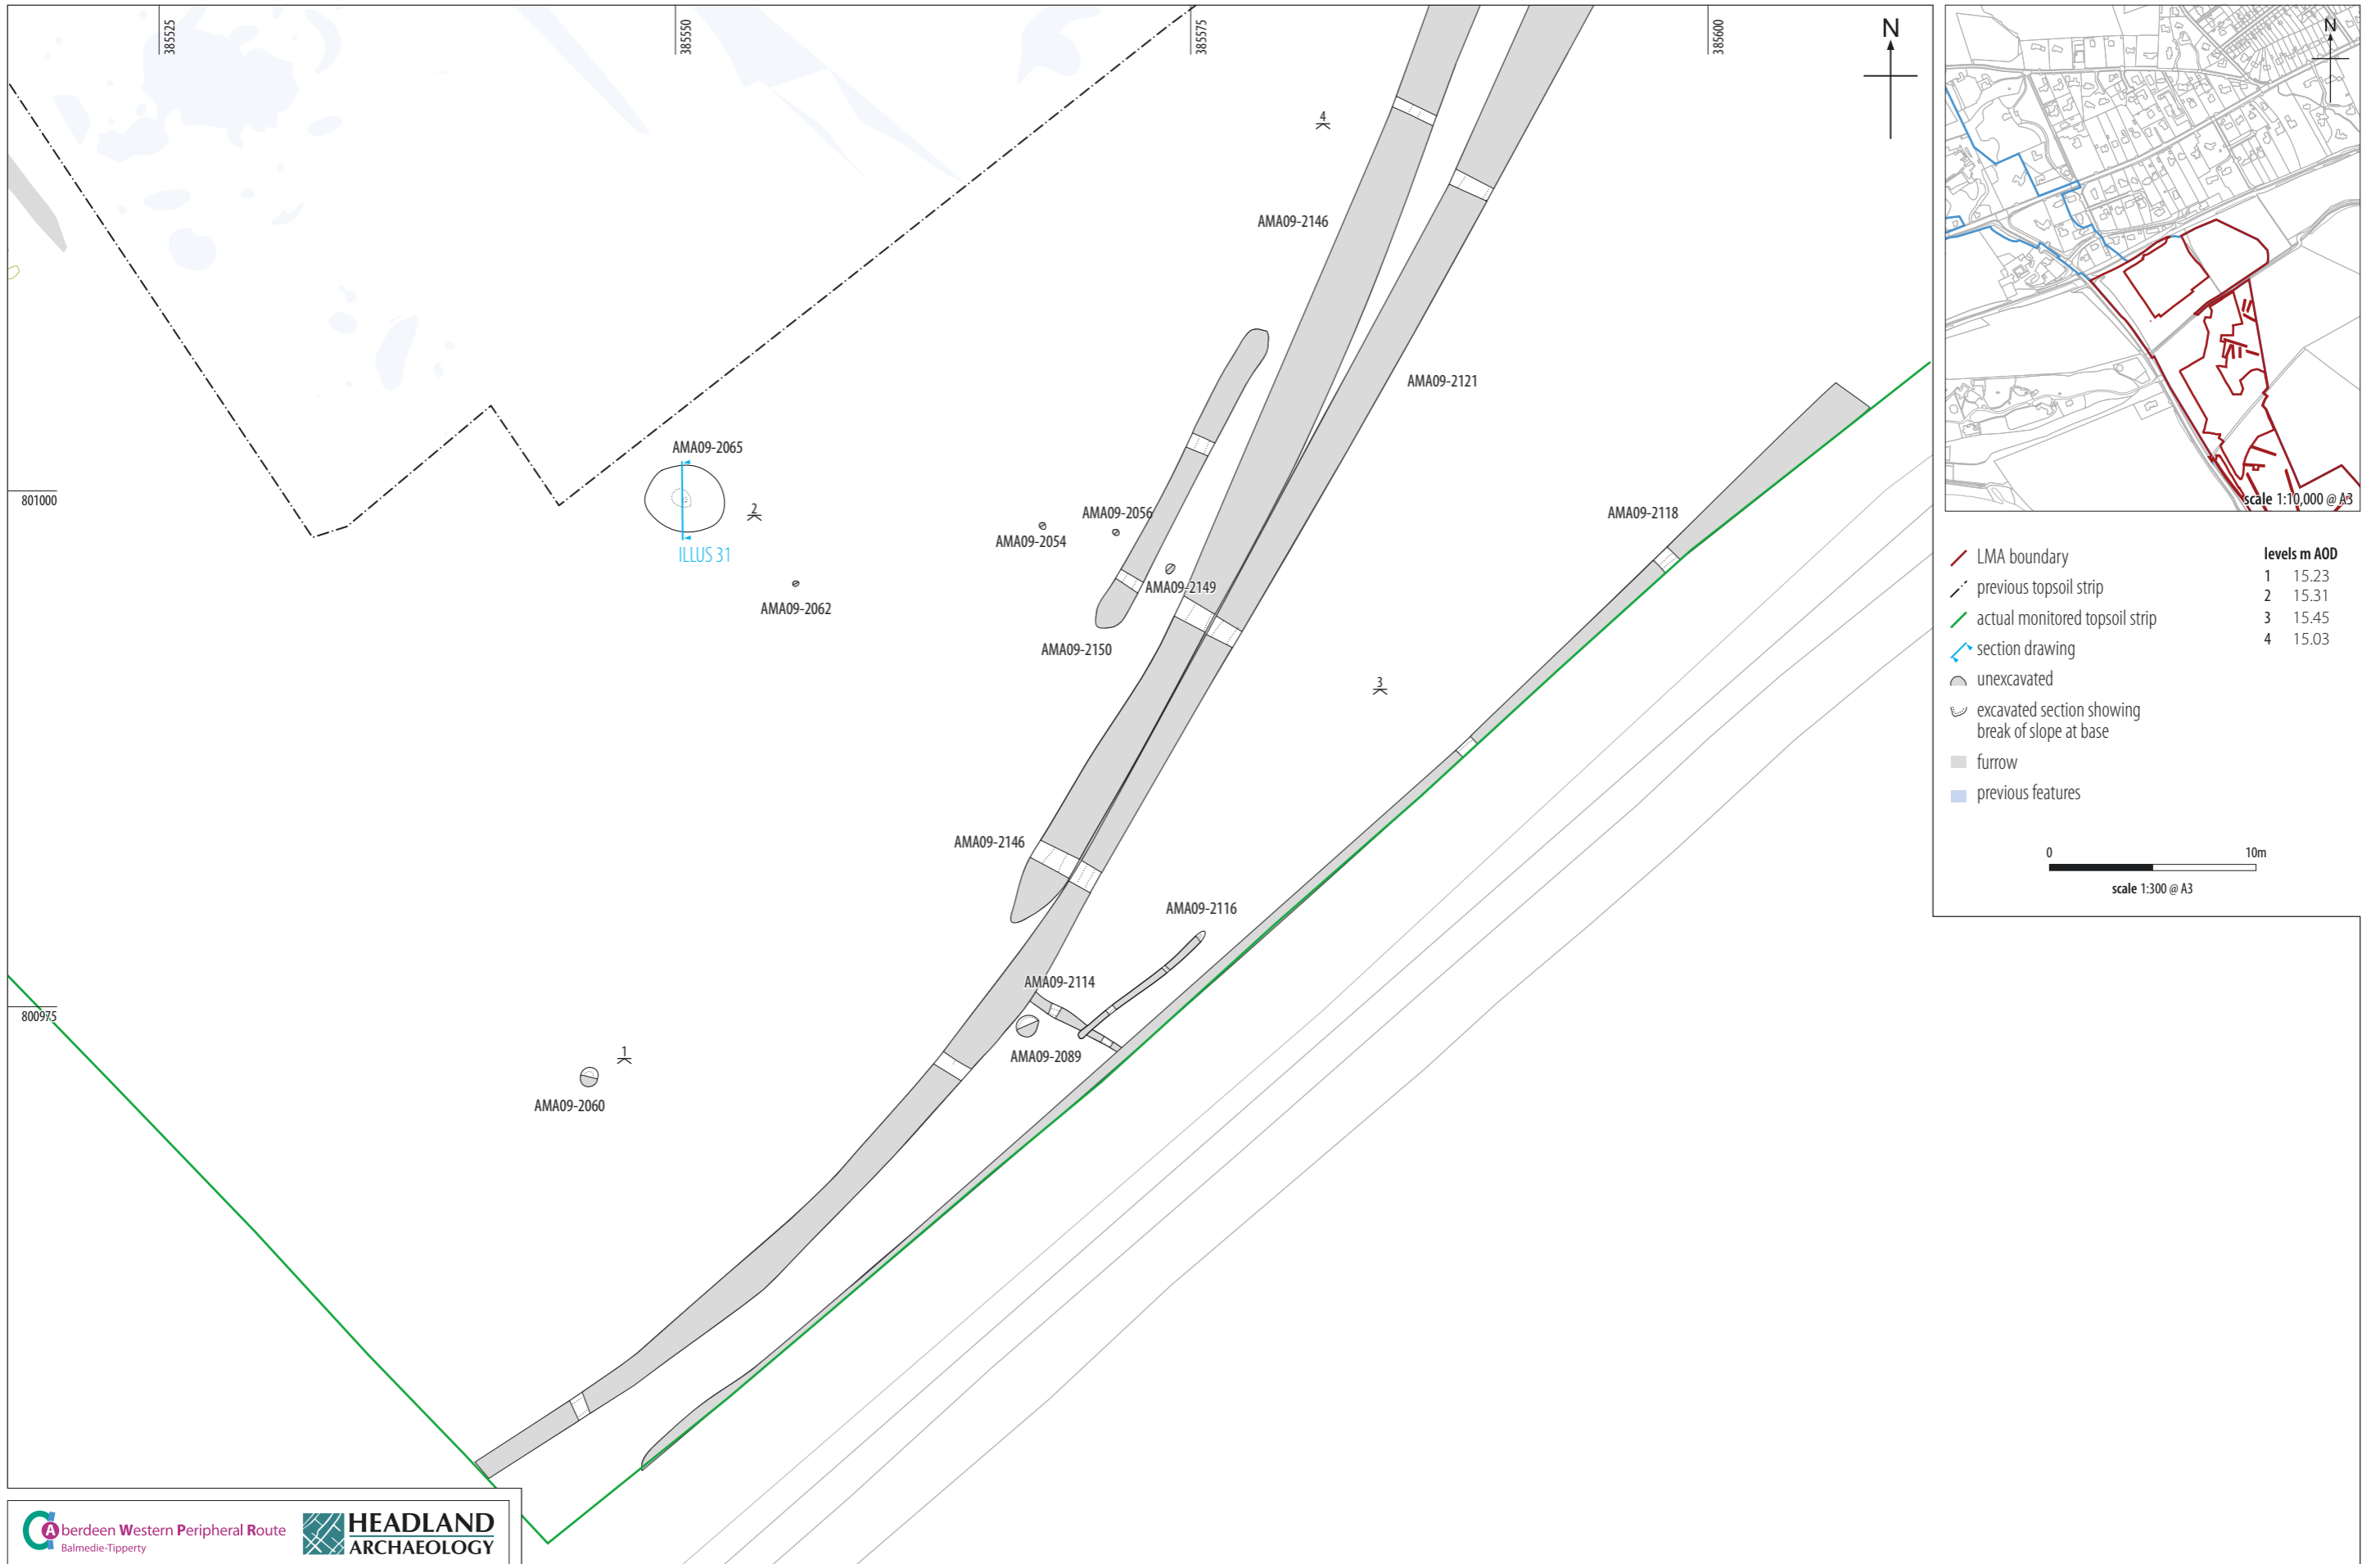 385525
385550
385575
385600
N
4
AMA09-2146
AMA09-2121
AMA09-2065
2
801000
ILLUS 31
AMA09-2056
AMA09-2054
AMA09-2062
AMA09-2149
AMA09-2150
AMA09-2118
3
AMA09-2146
AMA09-2116
AMA09-2114
AMA09-2089
800975
1
AMA09-2060
N
scale 1:10,000 @ A3
LMA boundary
previous topsoil strip
actual monitored topsoil strip
section drawing
unexcavated
excavated section showing
break of slope at base
furrow
previous features
levels m AOD
1 15.23
2 15.31
3 15.45
4 15.03
0 10m
scale 1:300 @ A3
Aberdeen Western Peripheral Route
Balmedie-Tipperty
HEADLAND
ARCHAEOLOGY